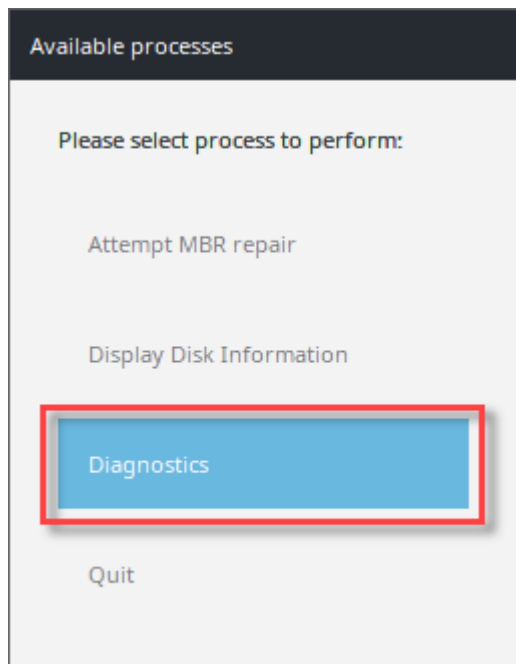 Available processes
Please select process to perform:
Attempt MBR repair
Display Disk Information
Diagnostics
Quit